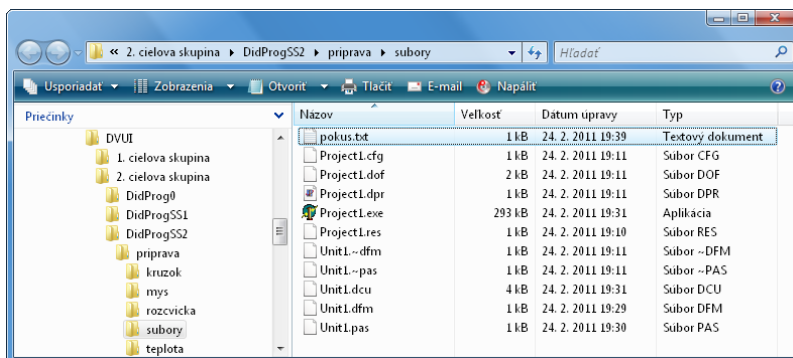 « 2. cielova skupina ▸ DidProgSS2 ▸ priprava ▸ subory
Hľadať
Usporiadať Zobrazenia Otvoriť Tlačiť E-mail Napáliť
Priečinky
DVUI
1. cielova skupina
2. cielova skupina
DidProg0
DidProgSS1
DidProgSS2
priprava
kruzok
mys
rozcvicka
subory
teplota
Názov Veľkosť Dátum úpravy Typ
pokus.txt 1 kB 24. 2. 2011 19:39 Textový dokument
Project1.cfg 1 kB 24. 2. 2011 19:11 Súbor CFG
Project1.dof 2 kB 24. 2. 2011 19:11 Súbor DOF
Project1.dpr 1 kB 24. 2. 2011 19:11 Súbor DPR
Project1.exe 293 kB 24. 2. 2011 19:31 Aplikácia
Project1.res 1 kB 24. 2. 2011 19:10 Súbor RES
Unit1.~dfm 1 kB 24. 2. 2011 19:11 Súbor ~DFM
Unit1.~pas 1 kB 24. 2. 2011 19:11 Súbor ~PAS
Unit1.dcu 4 kB 24. 2. 2011 19:31 Súbor DCU
Unit1.dfm 1 kB 24. 2. 2011 19:29 Súbor DFM
Unit1.pas 1 kB 24. 2. 2011 19:30 Súbor PAS